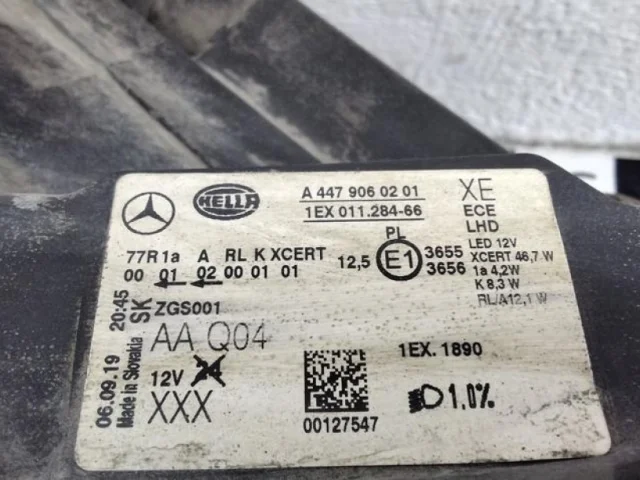 HELLA
A 447 906 02 01
1EX 011.284-66
XE
ECE
LHD
LED 12V
XCERT 46,7 W
1a 4,2W
K 8,3 W
RL/A12,1 W
PL
77R 1a A RL K XCERT
00 01 02 00 01 01
12,5 E1 3655
3656
ZGS001
AA Q04
12V
XXX
06.09.19 20:45
Made in Slovakia SK
1EX. 1890
1,0%
00127547